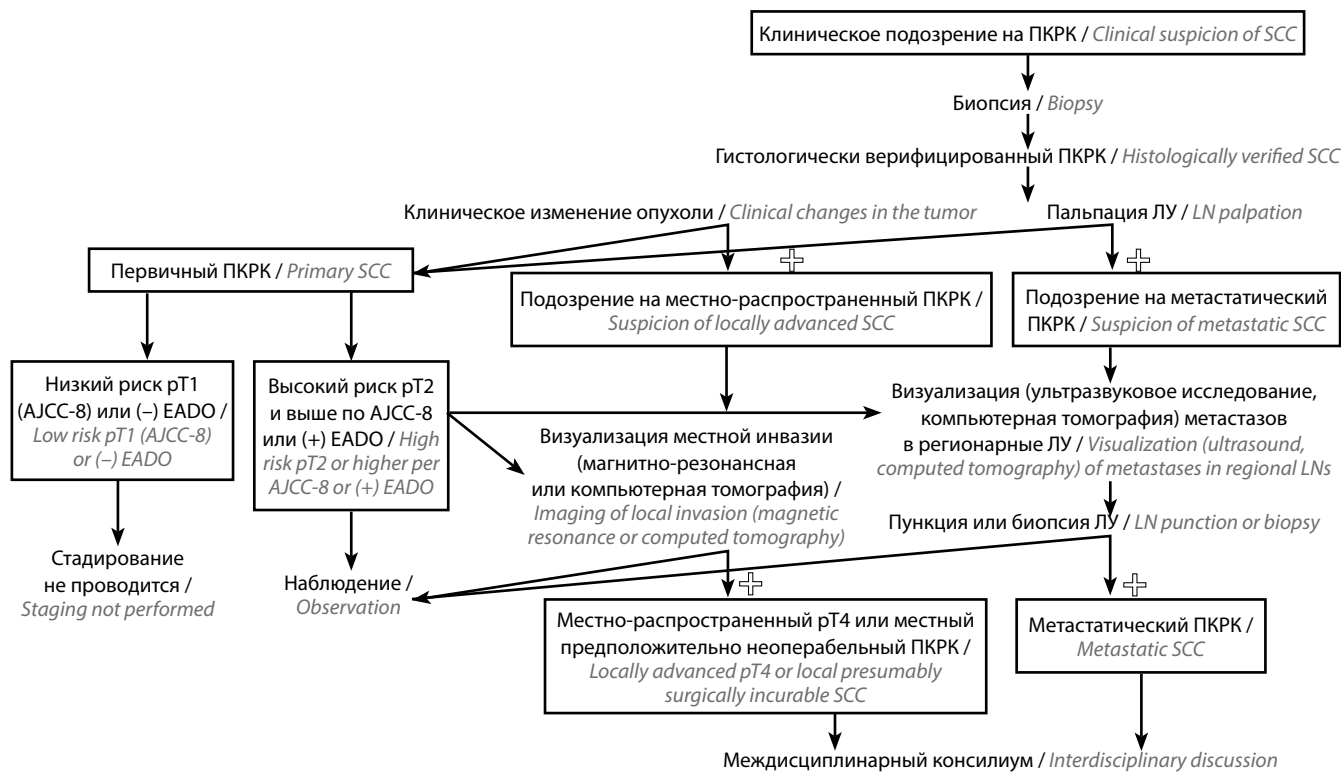 Клиническое подозрение на ПКРК / Clinical suspicion of SCC
Биопсия / Biopsy
Гистологически верифицированный ПКРК / Histologically verified SCC
Клиническое изменение опухоли / Clinical changes in the tumor
Пальпация ЛУ / LN palpation
Первичный ПКРК / Primary SCC
Подозрение на местно-распространенный ПКРК /
Suspicion of locally advanced SCC
Подозрение на метастатический
ПКРК / Suspicion of metastatic SCC
Низкий риск pT1
(AJCC-8) или (–) EADO /
Low risk pT1 (AJCC-8)
or (–) EADO
Высокий риск pT2
и выше по AJCC-8
или (+) EADO / High
risk pT2 or higher per
AJCC-8 or (+) EADO
Визуализация местной инвазии
(магнитно-резонансная
или компьютерная томография) /
Imaging of local invasion (magnetic
resonance or computed tomography)
Визуализация (ультразвуковое исследование,
компьютерная томография) метастазов
в регионарные ЛУ / Visualization (ultrasound,
computed tomography) of metastases in regional LNs
Пункция или биопсия ЛУ / LN punction or biopsy
Стадирование
не проводится /
Staging not performed
Наблюдение /
Observation
Местно-распространенный pT4 или местный
предположительно неоперабельный ПКРК /
Locally advanced pT4 or local presumably
surgically incurable SCC
Метастатический ПКРК /
Metastatic SCC
Междисциплинарный консилиум / Interdisciplinary discussion